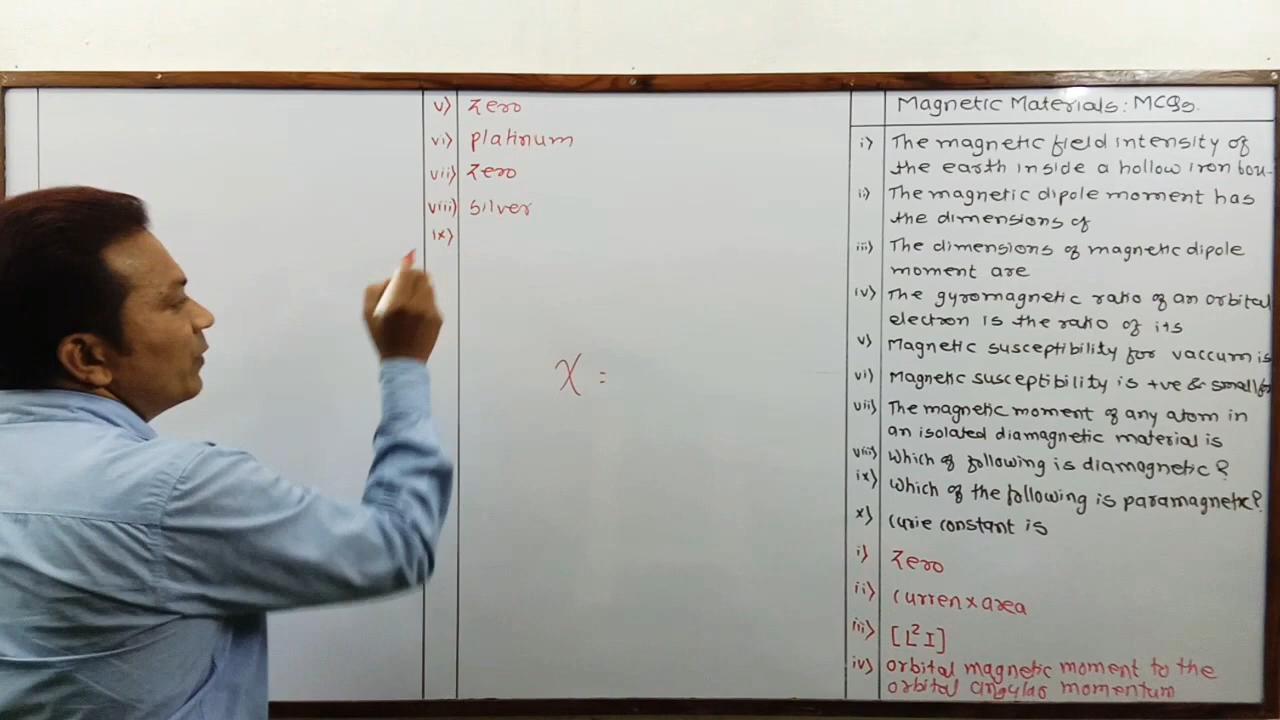 v) Zero
vi) platinum
vii) Zero
viii) silver
ix)
χ =
Magnetic Materials: MCQs.
i) The magnetic field intensity of
the earth inside a hollow iron box
ii) The magnetic dipole moment has
the dimensions of
iii) The dimensions of magnetic dipole
moment are
iv) The gyromagnetic ratio of an orbital
electron is the ratio of its
v) Magnetic susceptibility for vaccum is
vi) Magnetic susceptibility is +ve & small for
vii) The magnetic moment of any atom in
an isolated diamagnetic material is
viii) Which of following is diamagnetic?
ix) Which of the following is paramagnetic?
x) Curie constant is
i) Zero
ii) Curren x area
iii) [L²I]
iv) orbital magnetic moment to the
orbital angular momentum